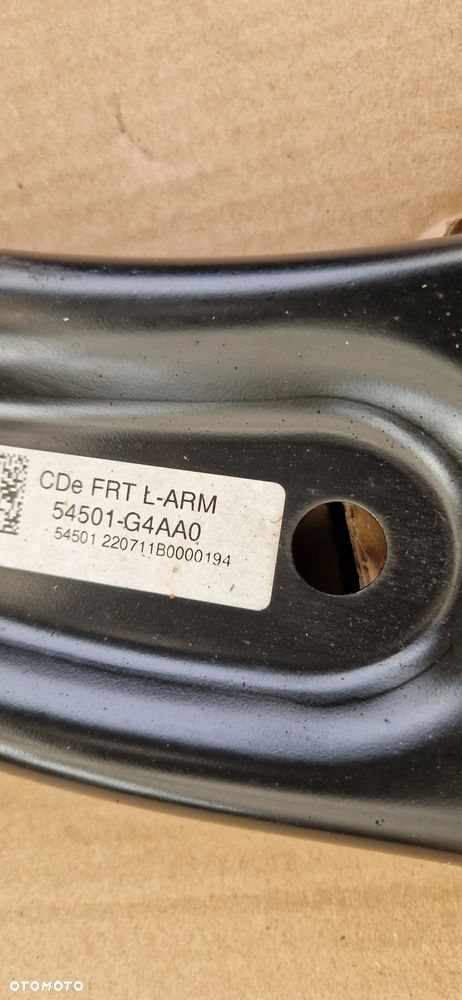 CDe FRT L-ARM
54501-G4AA0
54501 220711B0000194
OTOMOTO